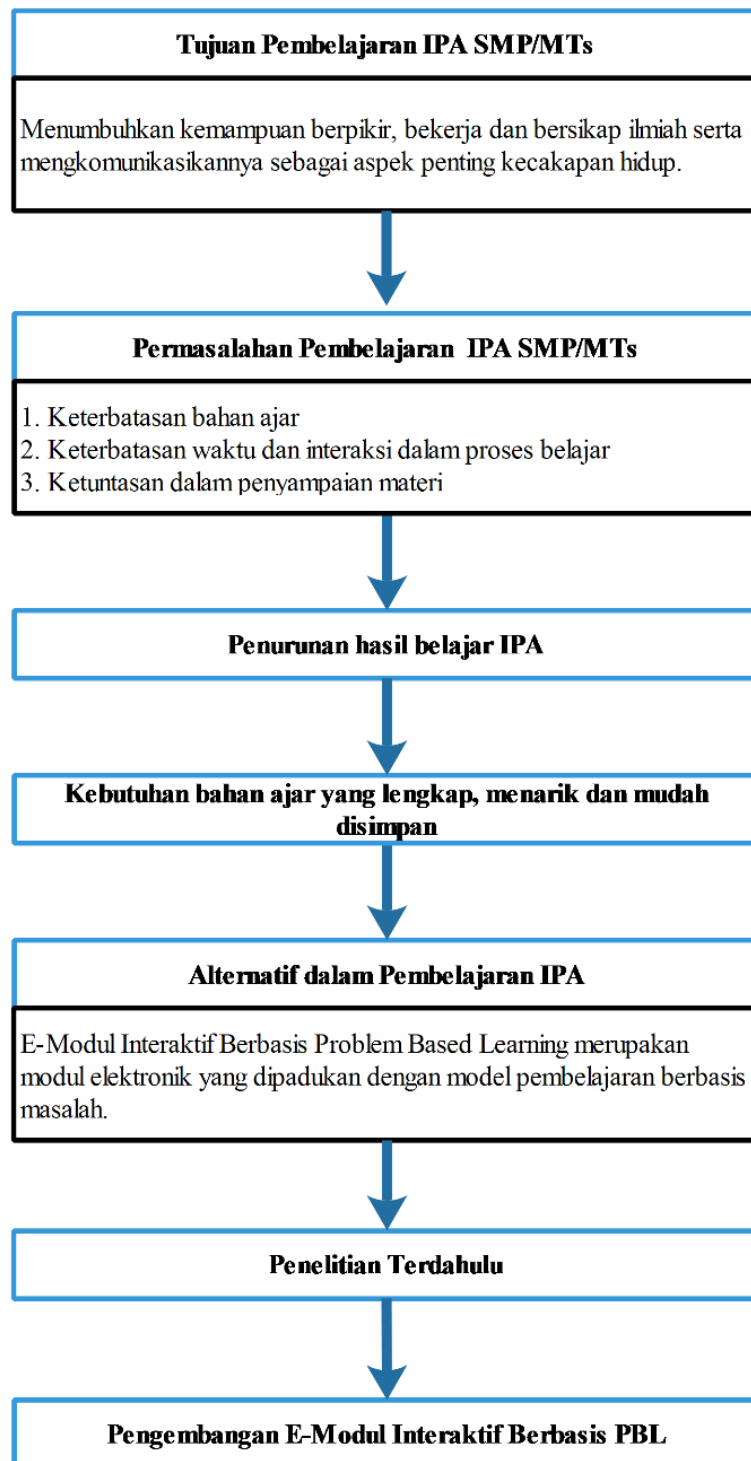 Tujuan Pembelajaran IPA SMP/MTs
Menumbuhkan kemampuan berpikir, bekerja dan bersikap ilmiah serta
mengkomunikasikannya sebagai aspek penting kecakapan hidup.
Permasalahan Pembelajaran IPA SMP/MTs
1. Keterbatasan bahan ajar
2. Keterbatasan waktu dan interaksi dalam proses belajar
3. Ketuntasan dalam penyampaian materi
Penurunan hasil belajar IPA
Kebutuhan bahan ajar yang lengkap, menarik dan mudah
disimpan
Alternatif dalam Pembelajaran IPA
E-Modul Interaktif Berbasis Problem Based Learning merupakan
modul elektronik yang dipadukan dengan model pembelajaran berbasis
masalah.
Penelitian Terdahulu
Pengembangan E-Modul Interaktif Berbasis PBL